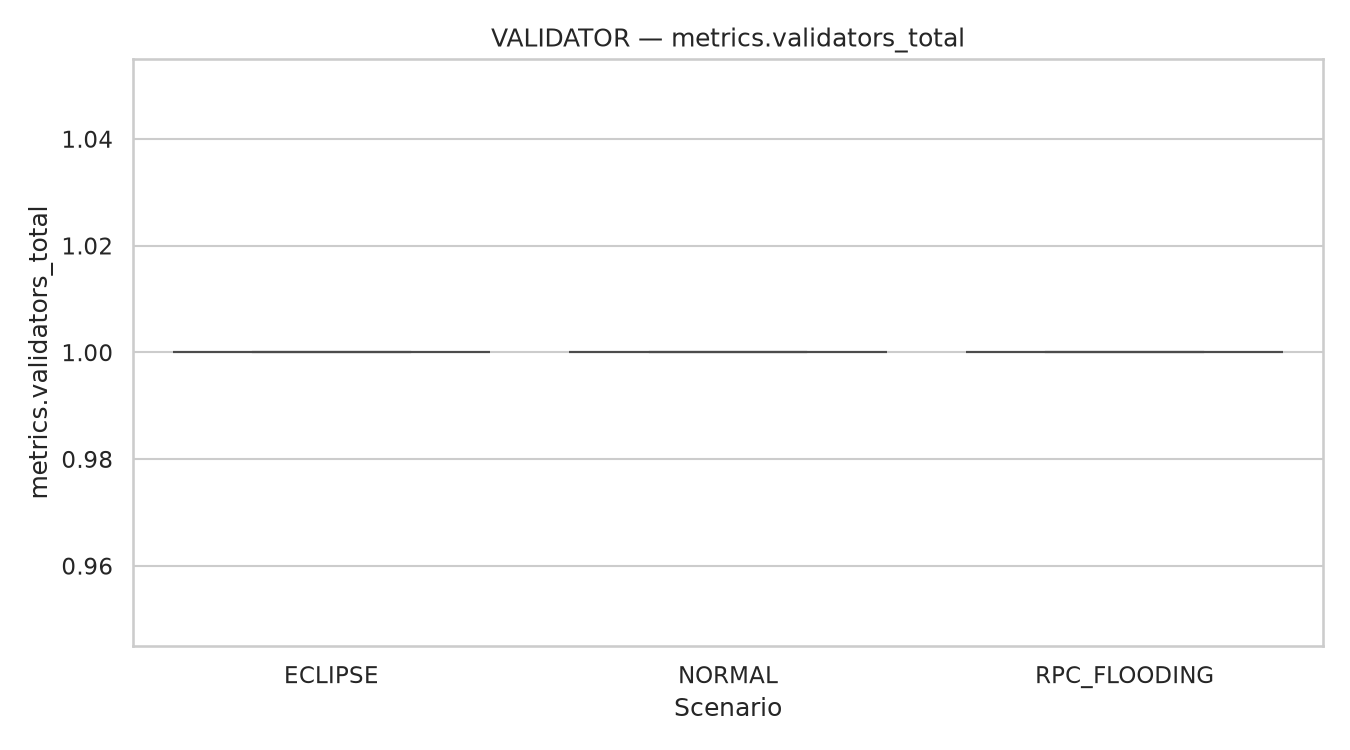 VALIDATOR — metrics.validators_total
metrics.validators_total
1.04
1.02
1.00
0.98
0.96
ECLIPSE
NORMAL
RPC_FLOODING
Scenario